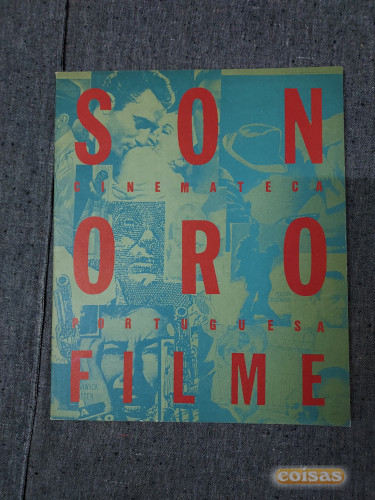 SON
CINEMATECA
ORO
PORTUGUESA
FILME
coisas